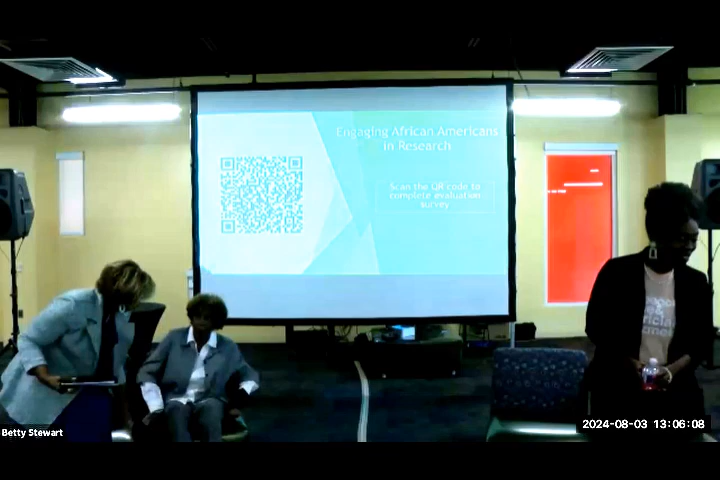 Engaging African Americans
in Research
Scan the QR code to
complete evaluation
survey
Betty Stewart
2024-08-03 13:06:08